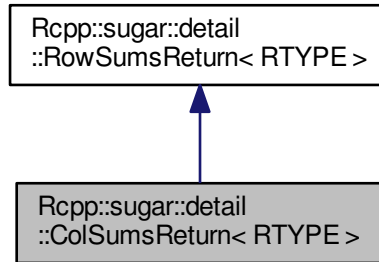 Rcpp::sugar::detail
::RowSumsReturn< RTYPE >
Rcpp::sugar::detail
::ColSumsReturn< RTYPE >